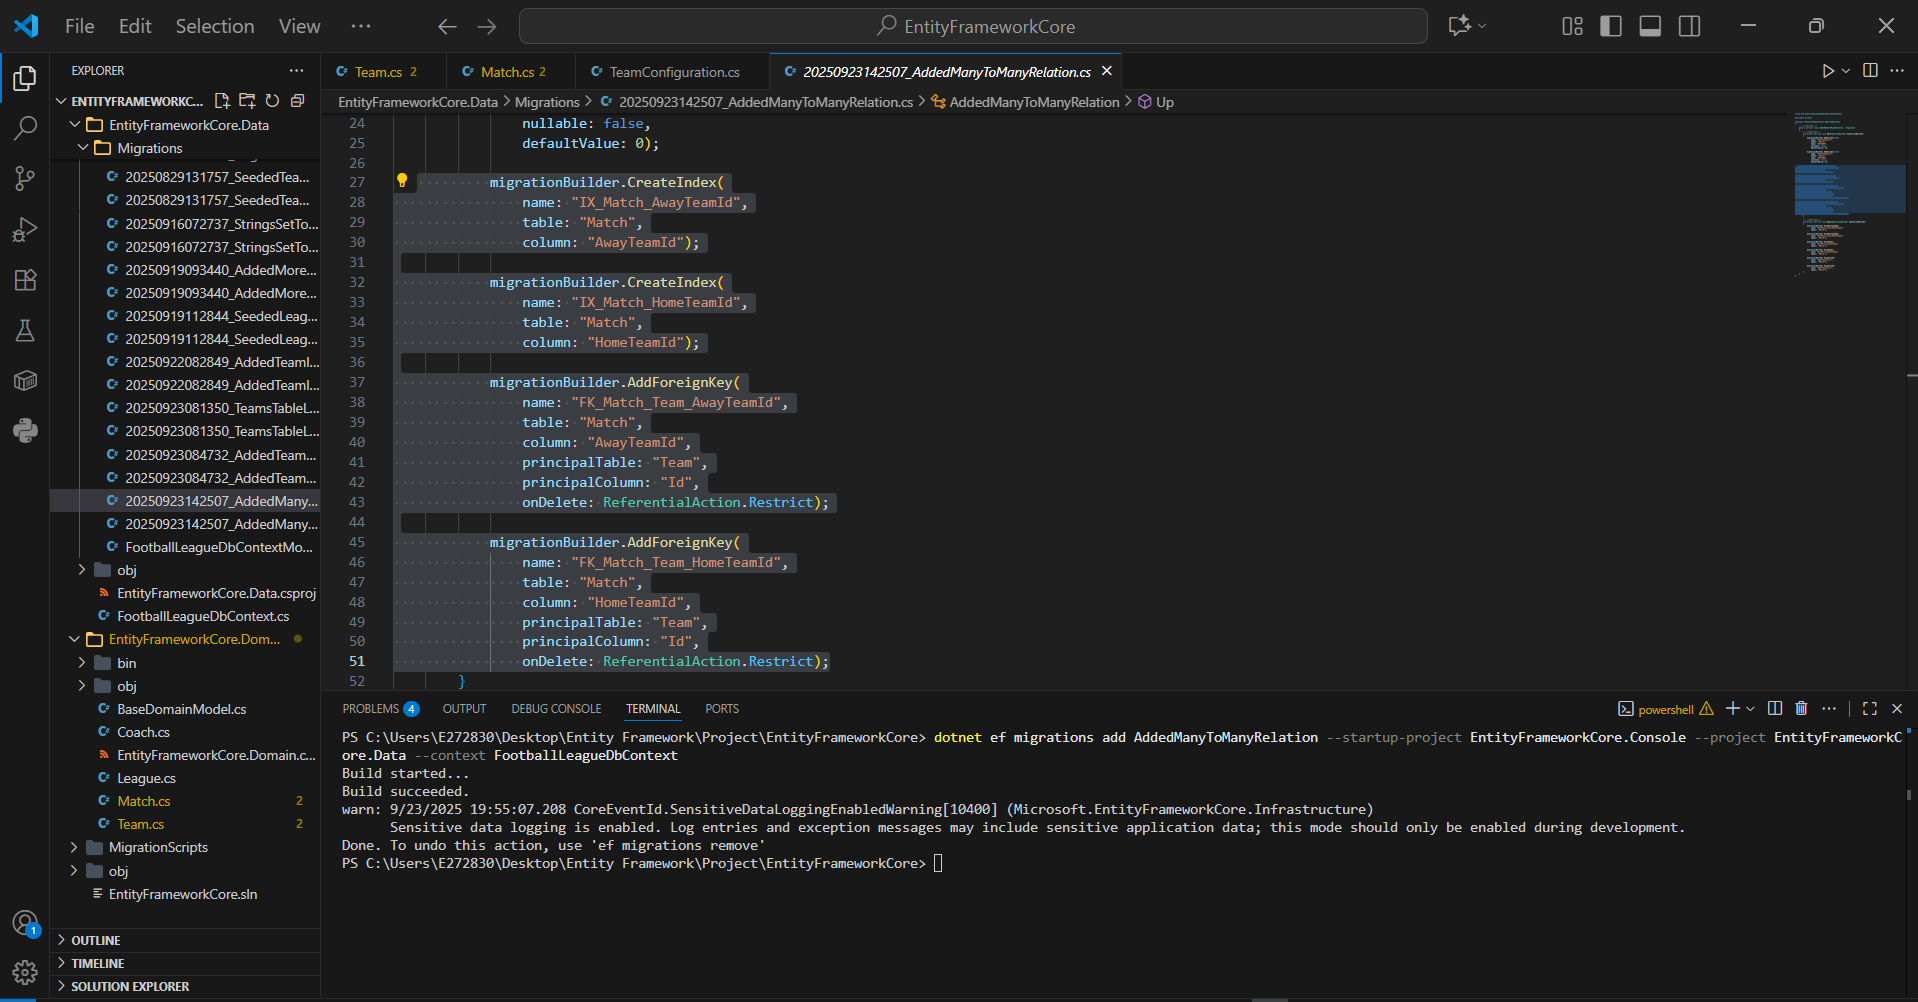 File Edit Selection View ··· EntityFrameworkCore
EXPLORER ···
ENTITYFRAMEWORKC...
EntityFrameworkCore.Data
Migrations
20250829131757_SeededTea...
20250829131757_SeededTea...
20250916072737_StringsSetTo...
20250916072737_StringsSetTo...
20250919093440_AddedMore...
20250919093440_AddedMore...
20250919112844_SeededLeag...
20250919112844_SeededLeag...
20250922082849_AddedTeamI...
20250922082849_AddedTeamI...
20250923081350_TeamsTableL...
20250923081350_TeamsTableL...
20250923084732_AddedTeam...
20250923084732_AddedTeam...
20250923142507_AddedMany...
20250923142507_AddedMany...
FootballLeagueDbContextMo...
obj
EntityFrameworkCore.Data.csproj
FootballLeagueDbContext.cs
EntityFrameworkCore.Dom...
bin
obj
BaseDomainModel.cs
Coach.cs
EntityFrameworkCore.Domain.c...
League.cs
Match.cs 2
Team.cs 2
MigrationScripts
obj
EntityFrameworkCore.sln
1
OUTLINE
TIMELINE
SOLUTION EXPLORER
Team.cs 2 Match.cs 2 TeamConfiguration.cs 20250923142507_AddedManyToManyRelation.cs
EntityFrameworkCore.Data > Migrations > 20250923142507_AddedManyToManyRelation.cs > AddedManyToManyRelation > Up
24 nullable: false,
25 defaultValue: 0);
26
27 migrationBuilder.CreateIndex(
28 name: "IX_Match_AwayTeamId",
29 table: "Match",
30 column: "AwayTeamId");
31
32 migrationBuilder.CreateIndex(
33 name: "IX_Match_HomeTeamId",
34 table: "Match",
35 column: "HomeTeamId");
36
37 migrationBuilder.AddForeignKey(
38 name: "FK_Match_Team_AwayTeamId",
39 table: "Match",
40 column: "AwayTeamId",
41 principalTable: "Team",
42 principalColumn: "Id",
43 onDelete: ReferentialAction.Restrict);
44
45 migrationBuilder.AddForeignKey(
46 name: "FK_Match_Team_HomeTeamId",
47 table: "Match",
48 column: "HomeTeamId",
49 principalTable: "Team",
50 principalColumn: "Id",
51 onDelete: ReferentialAction.Restrict);
52 }
PROBLEMS 4 OUTPUT DEBUG CONSOLE TERMINAL PORTS powershell
PS C:\Users\E272830\Desktop\Entity Framework\Project\EntityFrameworkCore> dotnet ef migrations add AddedManyToManyRelation --startup-project EntityFrameworkCore.Console --project EntityFrameworkC
ore.Data --context FootballLeagueDbContext
Build started...
Build succeeded.
warn: 9/23/2025 19:55:07.208 CoreEventId.SensitiveDataLoggingEnabledWarning[10400] (Microsoft.EntityFrameworkCore.Infrastructure)
Sensitive data logging is enabled. Log entries and exception messages may include sensitive application data; this mode should only be enabled during development.
Done. To undo this action, use 'ef migrations remove'
PS C:\Users\E272830\Desktop\Entity Framework\Project\EntityFrameworkCore>